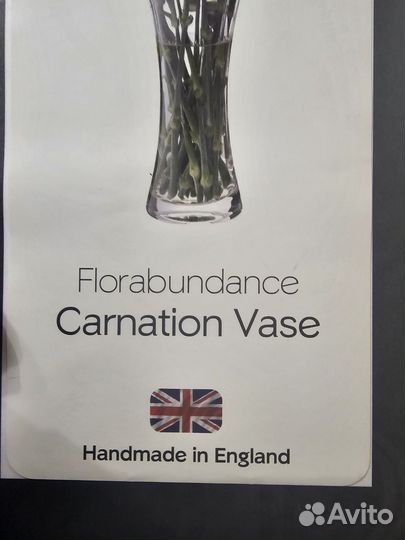 Florabundance
Carnation Vase
Handmade in England
Avito